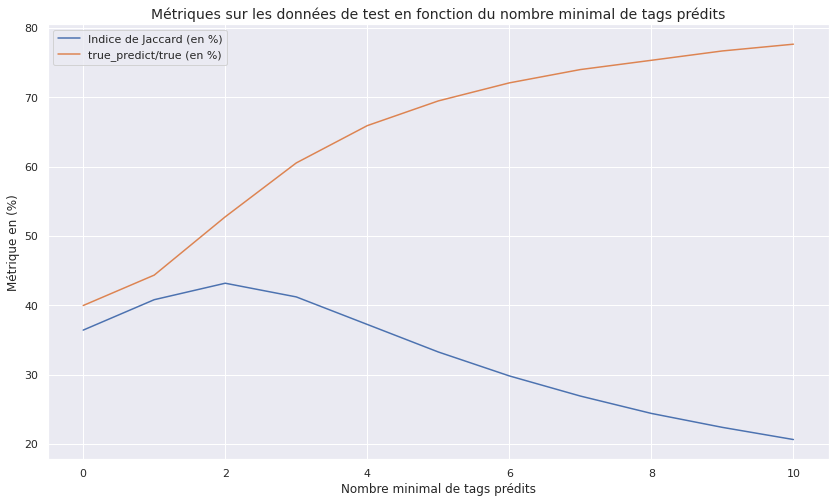 Métriques sur les données de test en fonction du nombre minimal de tags prédits
Indice de Jaccard (en %)
true_predict/true (en %)
Métrique en (%)
80
70
60
50
40
30
20
0 2 4 6 8 10
Nombre minimal de tags prédits